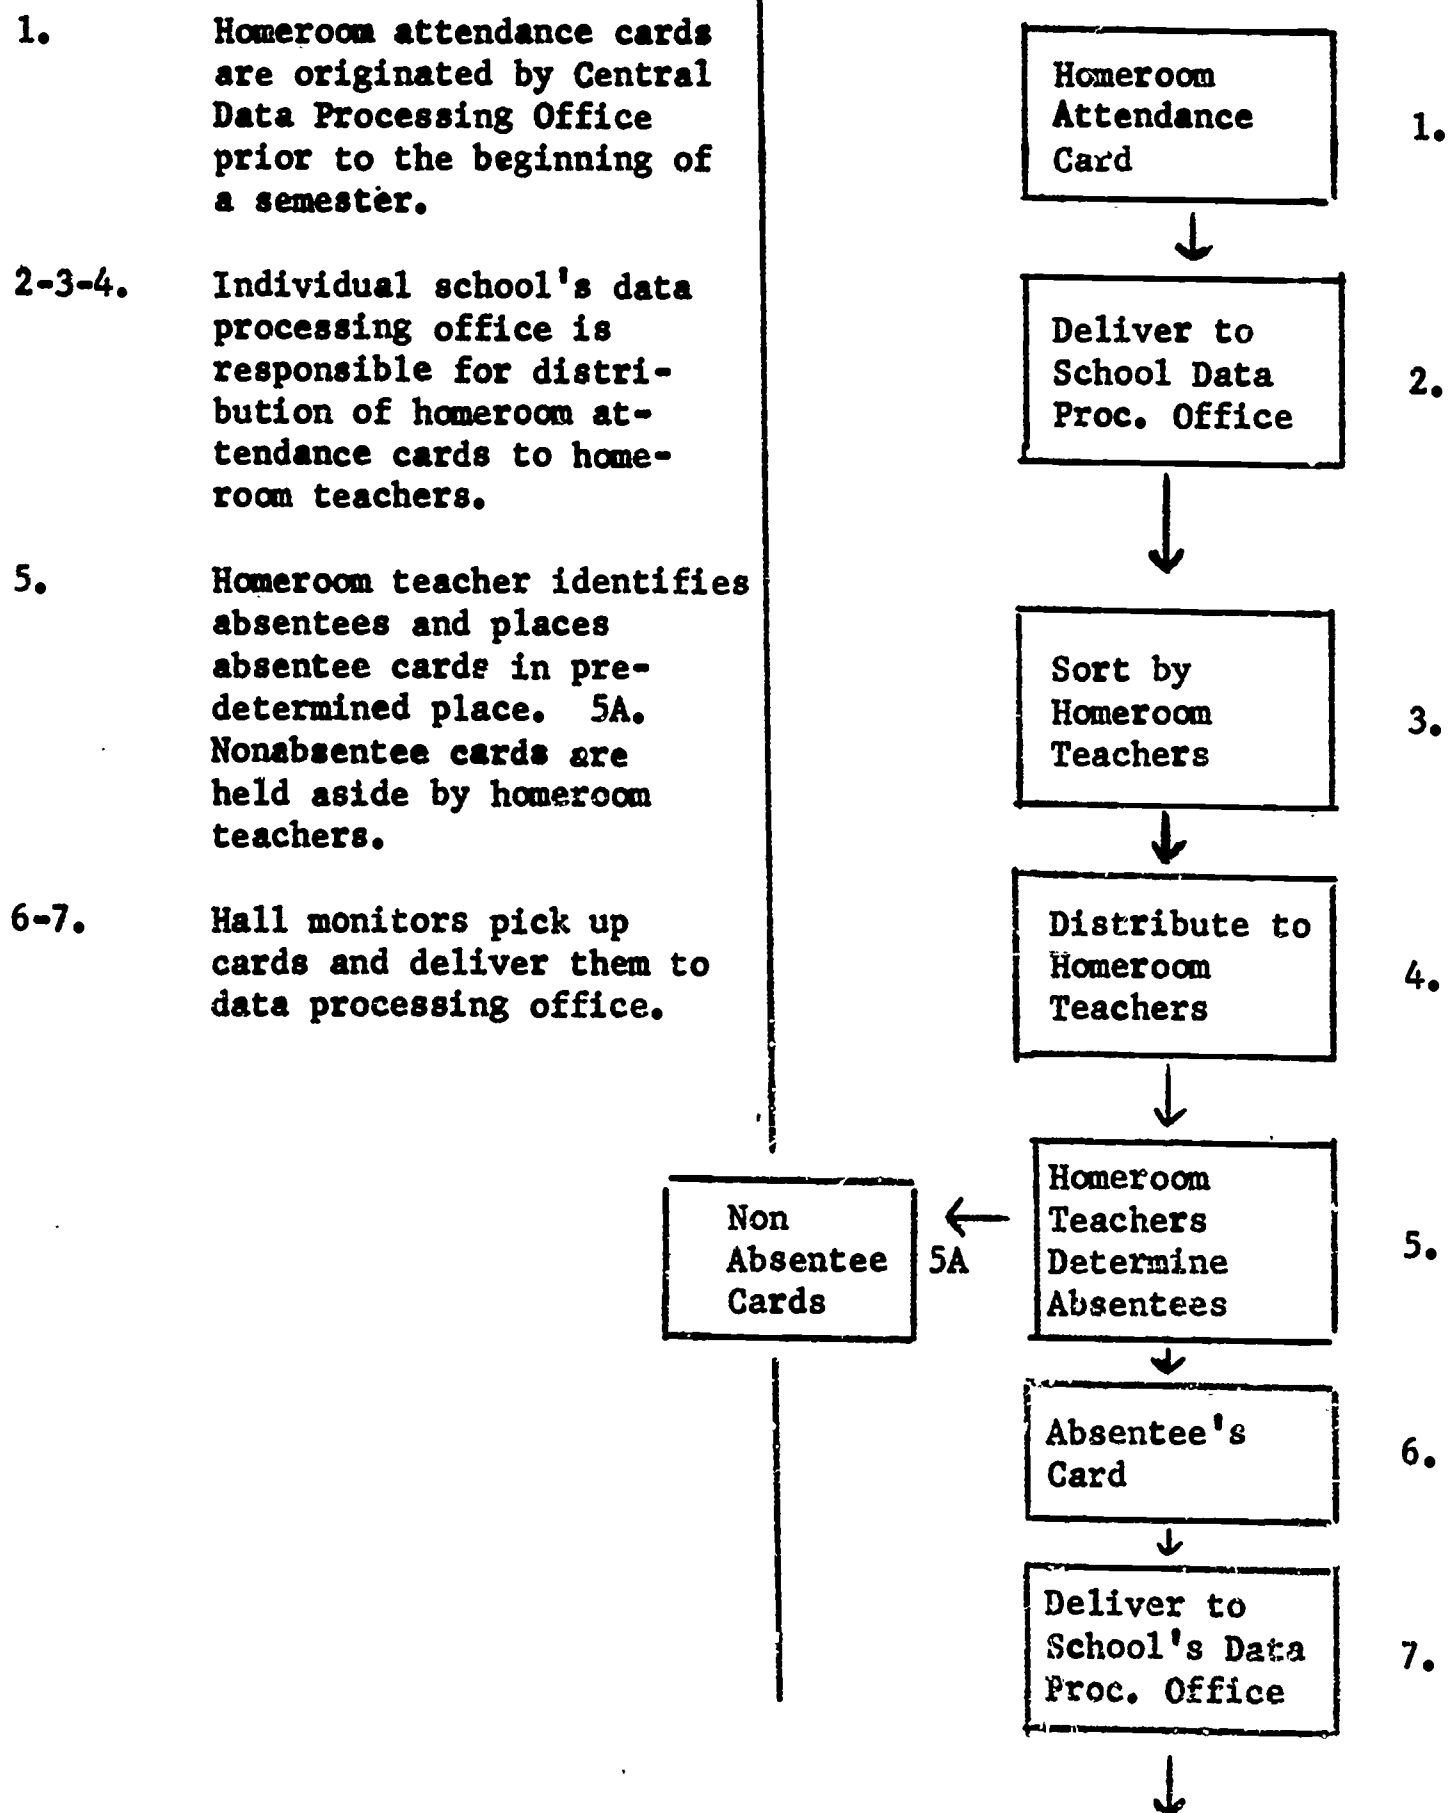 1. Homeroom attendance cards
are originated by Central
Data Processing Office
prior to the beginning of
a semester.
2-3-4. Individual school's data
processing office is
responsible for distri-
bution of homeroom at-
tendance cards to home-
room teachers.
5. Homeroom teacher identifies
absentees and places
absentee cards in pre-
determined place. 5A.
Nonabsentee cards are
held aside by homeroom
teachers.
6-7. Hall monitors pick up
cards and deliver them to
data processing office.
Homeroom
Attendance
Card
1.
Deliver to
School Data
Proc. Office
2.
Sort by
Homeroom
Teachers
3.
Distribute to
Homeroom
Teachers
4.
Homeroom
Teachers
Determine
Absentees
5.
Non
Absentee
Cards
5A
Absentee's
Card
6.
Deliver to
School's Data
Proc. Office
7.